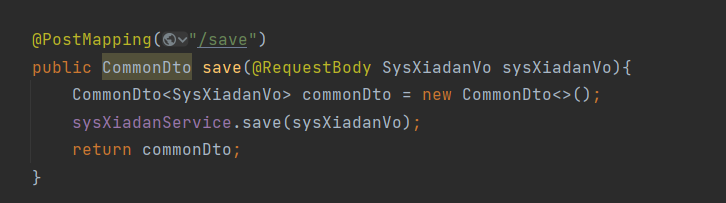 @PostMapping("/save")
public CommonDto save(@RequestBody SysXiadanVo sysXiadanVo){
CommonDto<SysXiadanVo> commonDto = new CommonDto<>();
sysXiadanService.save(sysXiadanVo);
return commonDto;
}